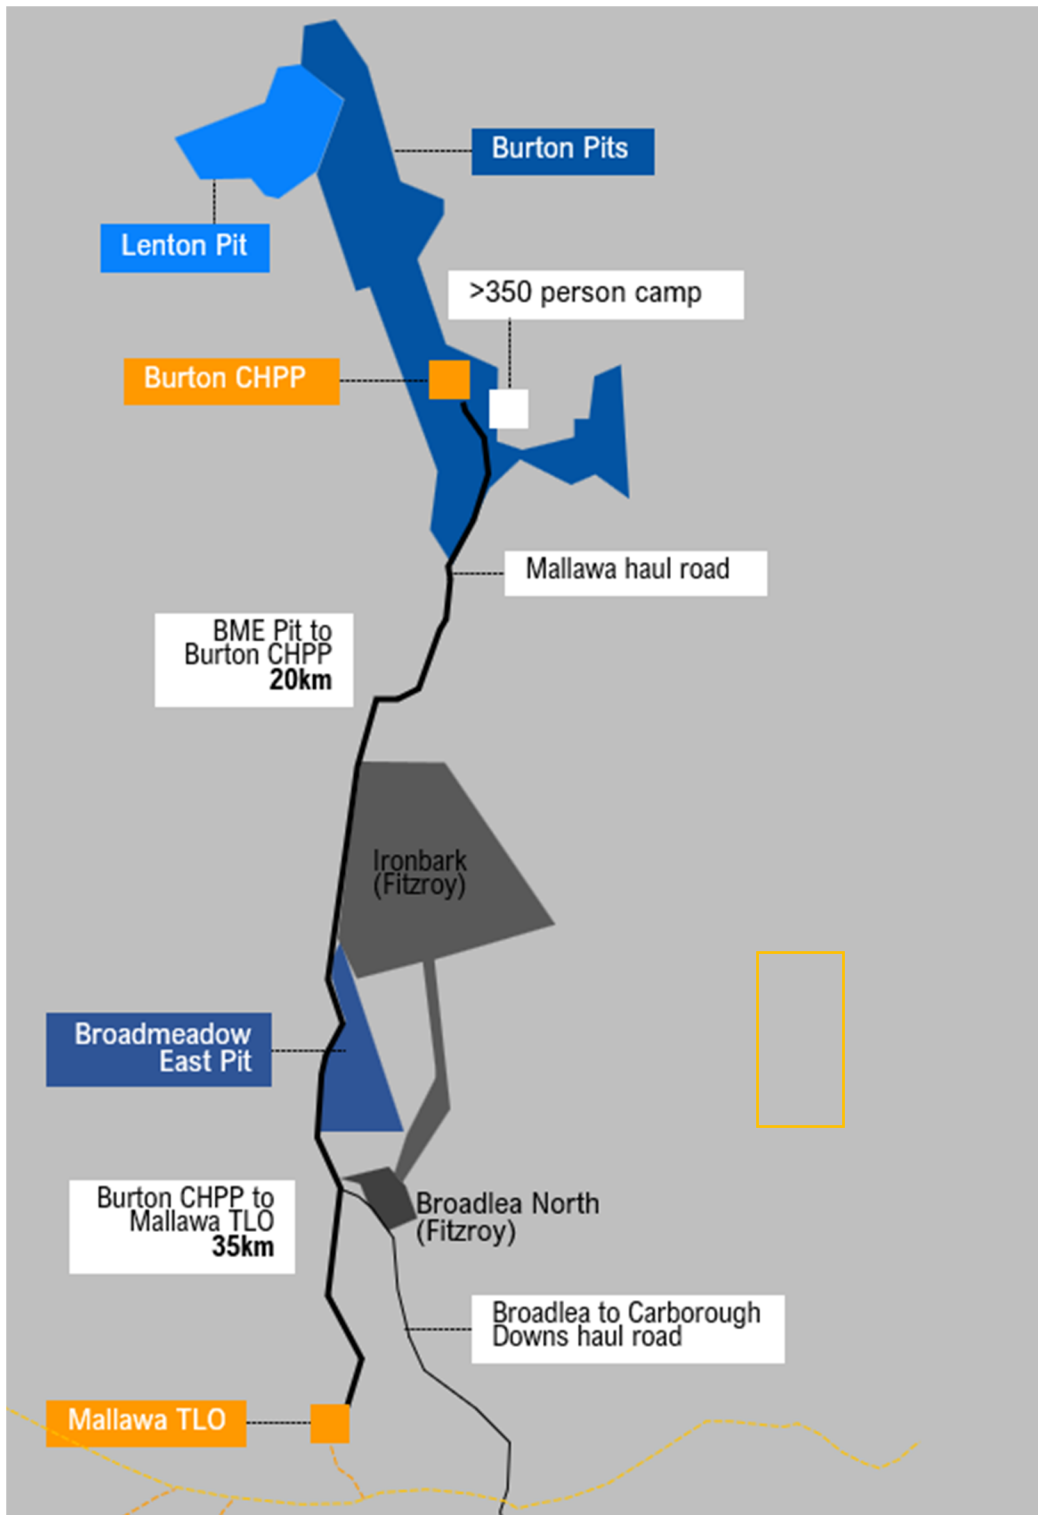 Burton Pits
Lenton Pit
>350 person camp
Burton CHPP
Mallawa haul road
BME Pit to
Burton CHPP
20km
Ironbark
(Fitzroy)
Broadmeadow
East Pit
Burton CHPP to
Mallawa TLO
35km
Broadlea North
(Fitzroy)
Broadlea to Carborough
Downs haul road
Mallawa TLO